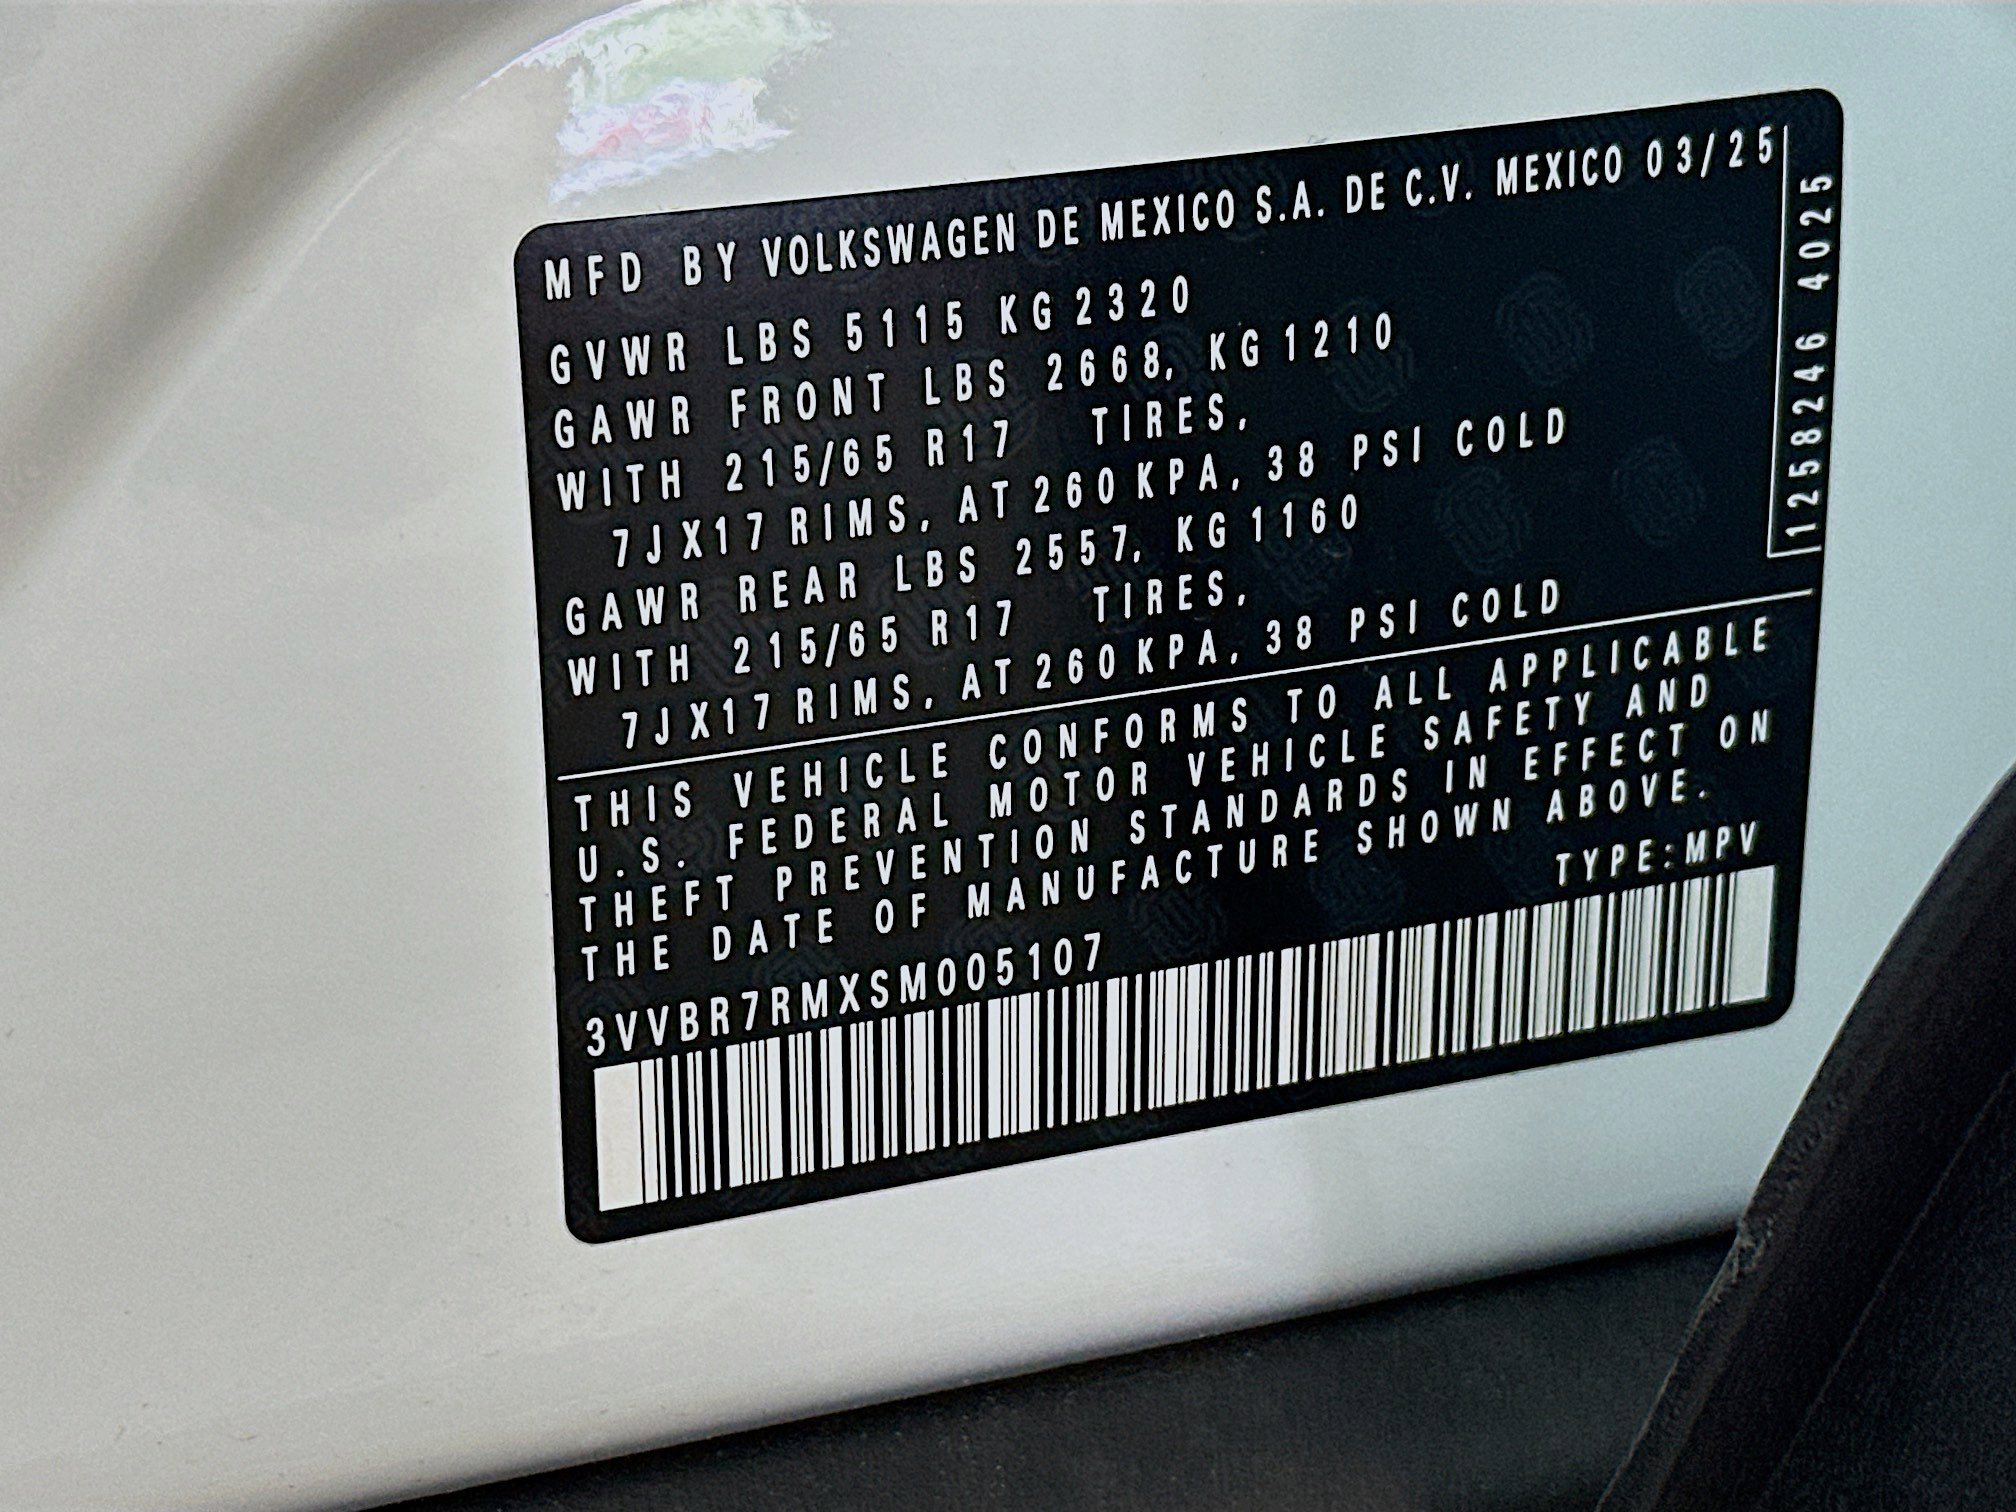 MFD BY VOLKSWAGEN DE MEXICO S.A. DE C.V. MEXICO 03/25
GVWR LBS 5115 KG 2320
GAWR FRONT LBS 2668, KG 1210
WITH 215/65 R17 TIRES,
7JX17 RIMS, AT 260 KPA, 38 PSI COLD
GAWR REAR LBS 2557, KG 1160
WITH 215/65 R17 TIRES,
7JX17 RIMS, AT 260 KPA, 38 PSI COLD
1258246 4025
THIS VEHICLE CONFORMS TO ALL APPLICABLE
U.S. FEDERAL MOTOR VEHICLE SAFETY AND
THEFT PREVENTION STANDARDS IN EFFECT ON
THE DATE OF MANUFACTURE SHOWN ABOVE.
TYPE:MPV
3VVBR7RMXSM005107